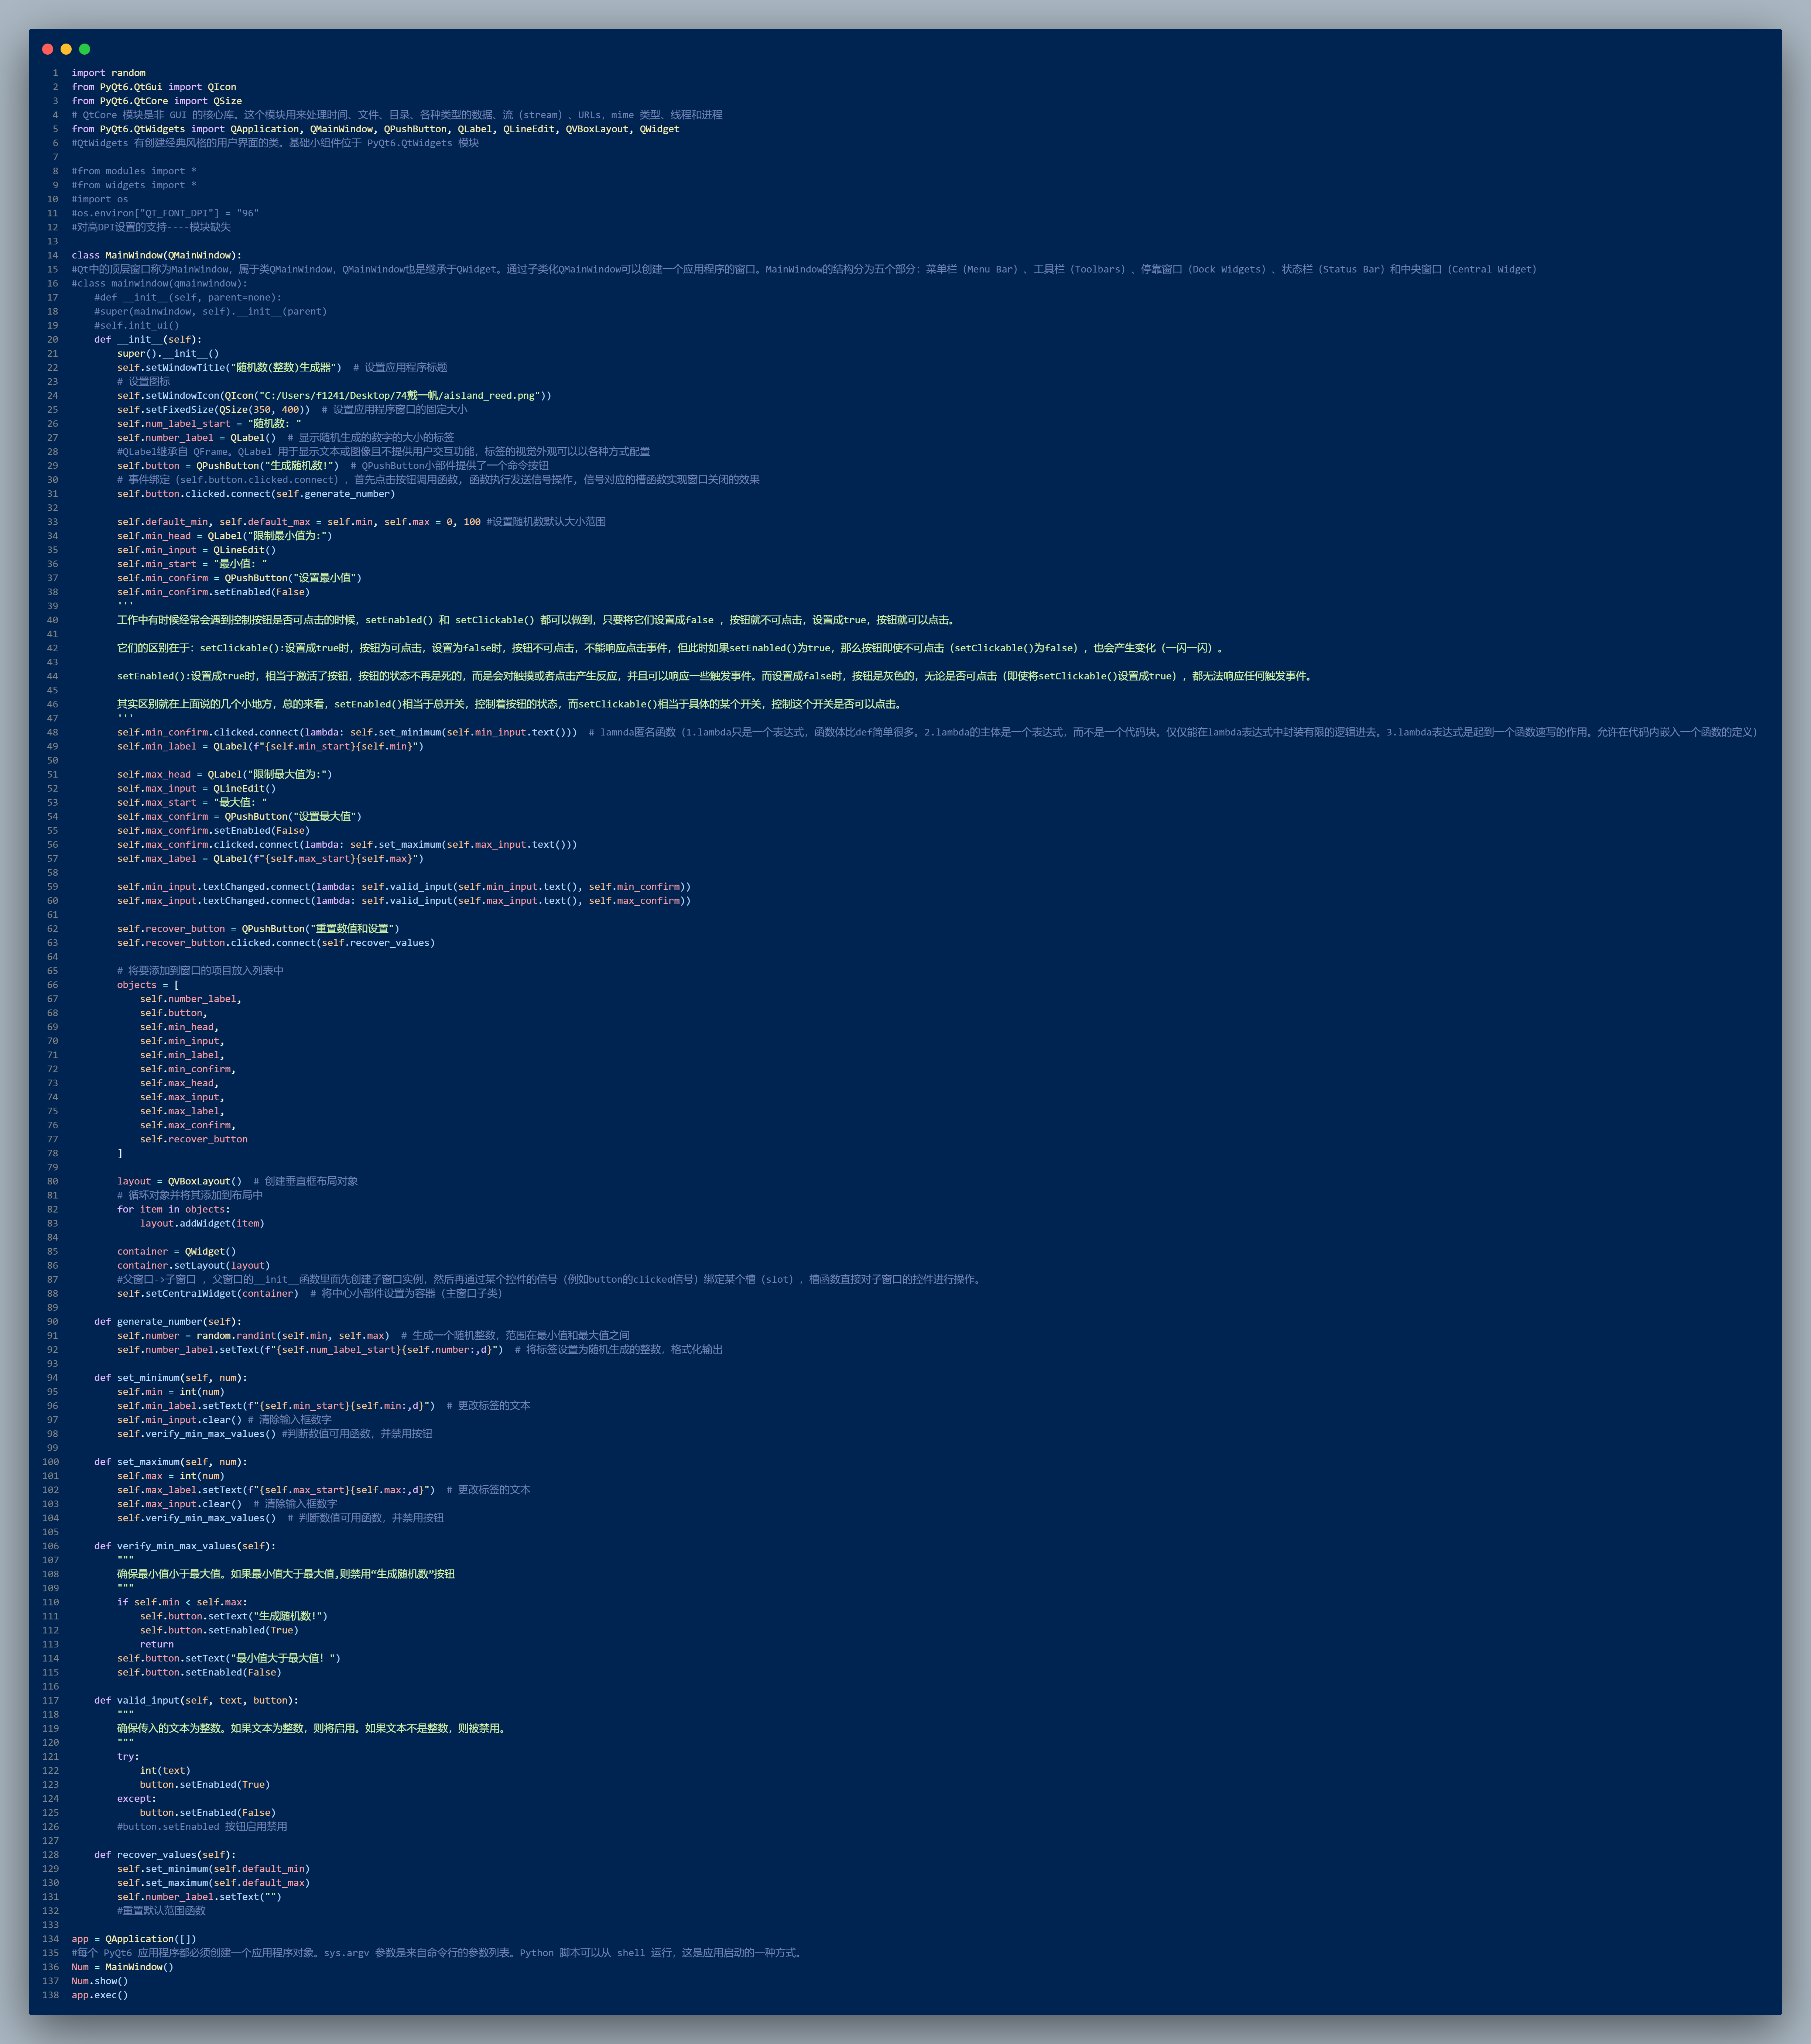 1 import random
2 from PyQt6.QtGui import QIcon
3 from PyQt6.QtCore import QSize
4 # QtCore 模块是非 GUI 的核心库。这个模块用来处理时间、文件、目录、各种类型的数据、流（stream）、URLs，mime 类型、线程和进程
5 from PyQt6.QtWidgets import QApplication, QMainWindow, QPushButton, QLabel, QLineEdit, QVBoxLayout, QWidget
6 #QtWidgets 有创建经典风格的用户界面的类。基础小组件位于 PyQt6.QtWidgets 模块
7
8 #from modules import *
9 #from widgets import *
10 #import os
11 #os.environ["QT_FONT_DPI"] = "96"
12 #对高DPI设置的支持----模块缺失
13
14 class MainWindow(QMainWindow):
15 #Qt中的顶层窗口称为MainWindow，属于类QMainWindow，QMainWindow也是继承于QWidget。通过子类化QMainWindow可以创建一个应用程序的窗口。MainWindow的结构分为五个部分：菜单栏（Menu Bar）、工具栏（Toolbars）、停靠窗口（Dock Widgets）、状态栏（Status Bar）和中央窗口（Central Widget）
16 #class mainwindow(qmainwindow):
17     #def __init__(self, parent=none):
18     #super(mainwindow, self).__init__(parent)
19     #self.init_ui()
20     def __init__(self):
21         super().__init__()
22         self.setWindowTitle("随机数(整数)生成器")  # 设置应用程序标题
23         # 设置图标
24         self.setWindowIcon(QIcon("C:/Users/f1241/Desktop/74戴一帆/aisland_reed.png"))
25         self.setFixedSize(QSize(350, 400))  # 设置应用程序窗口的固定大小
26         self.num_label_start = "随机数: "
27         self.number_label = QLabel()  # 显示随机生成的数字的大小的标签
28         #QLabel继承自 QFrame。QLabel 用于显示文本或图像且不提供用户交互功能，标签的视觉外观可以以各种方式配置
29         self.button = QPushButton("生成随机数!")  # QPushButton小部件提供了一个命令按钮
30         # 事件绑定（self.button.clicked.connect），首先点击按钮调用函数, 函数执行发送信号操作, 信号对应的槽函数实现窗口关闭的效果
31         self.button.clicked.connect(self.generate_number)
32
33         self.default_min, self.default_max = self.min, self.max = 0, 100 #设置随机数默认大小范围
34         self.min_head = QLabel("限制最小值为:")
35         self.min_input = QLineEdit()
36         self.min_start = "最小值: "
37         self.min_confirm = QPushButton("设置最小值")
38         self.min_confirm.setEnabled(False)
39         '''
40         工作中有时候经常会遇到控制按钮是否可点击的时候，setEnabled() 和 setClickable() 都可以做到，只要将它们设置成false ，按钮就不可点击，设置成true，按钮就可以点击。
41
42         它们的区别在于：setClickable():设置成true时，按钮为可点击，设置为false时，按钮不可点击，不能响应点击事件，但此时如果setEnabled()为true，那么按钮即使不可点击（setClickable()为false），也会产生变化（一闪一闪）。
43
44         setEnabled():设置成true时，相当于激活了按钮，按钮的状态不再是死的，而是会对触摸或者点击产生反应，并且可以响应一些触发事件。而设置成false时，按钮是灰色的，无论是否可点击（即使将setClickable()设置成true），都无法响应任何触发事件。
45
46         其实区别就在上面说的几个小地方，总的来看，setEnabled()相当于总开关，控制着按钮的状态，而setClickable()相当于具体的某个开关，控制这个开关是否可以点击。
47         '''
48         self.min_confirm.clicked.connect(lambda: self.set_minimum(self.min_input.text()))  # lamnda匿名函数（1.lambda只是一个表达式，函数体比def简单很多。2.lambda的主体是一个表达式，而不是一个代码块。仅仅能在lambda表达式中封装有限的逻辑进去。3.lambda表达式是起到一个函数速写的作用。允许在代码内嵌入一个函数的定义）
49         self.min_label = QLabel(f"{self.min_start}{self.min}")
50
51         self.max_head = QLabel("限制最大值为:")
52         self.max_input = QLineEdit()
53         self.max_start = "最大值: "
54         self.max_confirm = QPushButton("设置最大值")
55         self.max_confirm.setEnabled(False)
56         self.max_confirm.clicked.connect(lambda: self.set_maximum(self.max_input.text()))
57         self.max_label = QLabel(f"{self.max_start}{self.max}")
58
59         self.min_input.textChanged.connect(lambda: self.valid_input(self.min_input.text(), self.min_confirm))
60         self.max_input.textChanged.connect(lambda: self.valid_input(self.max_input.text(), self.max_confirm))
61
62         self.recover_button = QPushButton("重置数值和设置")
63         self.recover_button.clicked.connect(self.recover_values)
64
65         # 将要添加到窗口的项目放入列表中
66         objects = [
67             self.number_label,
68             self.button,
69             self.min_head,
70             self.min_input,
71             self.min_label,
72             self.min_confirm,
73             self.max_head,
74             self.max_input,
75             self.max_label,
76             self.max_confirm,
77             self.recover_button
78         ]
79
80         layout = QVBoxLayout()  # 创建垂直框布局对象
81         # 循环对象并将其添加到布局中
82         for item in objects:
83             layout.addWidget(item)
84
85         container = QWidget()
86         container.setLayout(layout)
87         #父窗口->子窗口 ，父窗口的__init__函数里面先创建子窗口实例，然后再通过某个控件的信号（例如button的clicked信号）绑定某个槽（slot），槽函数直接对子窗口的控件进行操作。
88         self.setCentralWidget(container)  # 将中心小部件设置为容器（主窗口子类）
89
90     def generate_number(self):
91         self.number = random.randint(self.min, self.max)  # 生成一个随机整数，范围在最小值和最大值之间
92         self.number_label.setText(f"{self.num_label_start}{self.number:,d}")  # 将标签设置为随机生成的整数，格式化输出
93
94     def set_minimum(self, num):
95         self.min = int(num)
96         self.min_label.setText(f"{self.min_start}{self.min:,d}")  # 更改标签的文本
97         self.min_input.clear() # 清除输入框数字
98         self.verify_min_max_values() #判断数值可用函数，并禁用按钮
99
100     def set_maximum(self, num):
101         self.max = int(num)
102         self.max_label.setText(f"{self.max_start}{self.max:,d}")  # 更改标签的文本
103         self.max_input.clear()  # 清除输入框数字
104         self.verify_min_max_values()  # 判断数值可用函数，并禁用按钮
105
106     def verify_min_max_values(self):
107         """
108         确保最小值小于最大值。如果最小值大于最大值,则禁用“生成随机数”按钮
109         """
110         if self.min < self.max:
111             self.button.setText("生成随机数!")
112             self.button.setEnabled(True)
113             return
114         self.button.setText("最小值大于最大值！")
115         self.button.setEnabled(False)
116
117     def valid_input(self, text, button):
118         """
119         确保传入的文本为整数。如果文本为整数，则将启用。如果文本不是整数，则被禁用。
120         """
121         try:
122             int(text)
123             button.setEnabled(True)
124         except:
125             button.setEnabled(False)
126         #button.setEnabled 按钮启用禁用
127
128     def recover_values(self):
129         self.set_minimum(self.default_min)
130         self.set_maximum(self.default_max)
131         self.number_label.setText("")
132         #重置默认范围函数
133
134 app = QApplication([])
135 #每个 PyQt6 应用程序都必须创建一个应用程序对象。sys.argv 参数是来自命令行的参数列表。Python 脚本可以从 shell 运行，这是应用启动的一种方式。
136 Num = MainWindow()
137 Num.show()
138 app.exec()